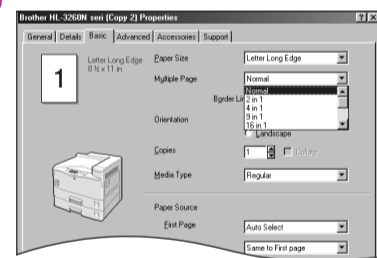 Brother HL-3260N seri (Copy 2) Properties
General Details Basic Advanced Accessories Support
Letter Long Edge
8 ½ x 11 in
1
Paper Size Letter Long Edge
Multiple Page Normal
Normal
2 in 1
4 in 1
9 in 1
16 in 1
Border Lin
Orientation
Landscape
Copies 1
Media Type Regular
Paper Source
First Page Auto Select
Same to First page